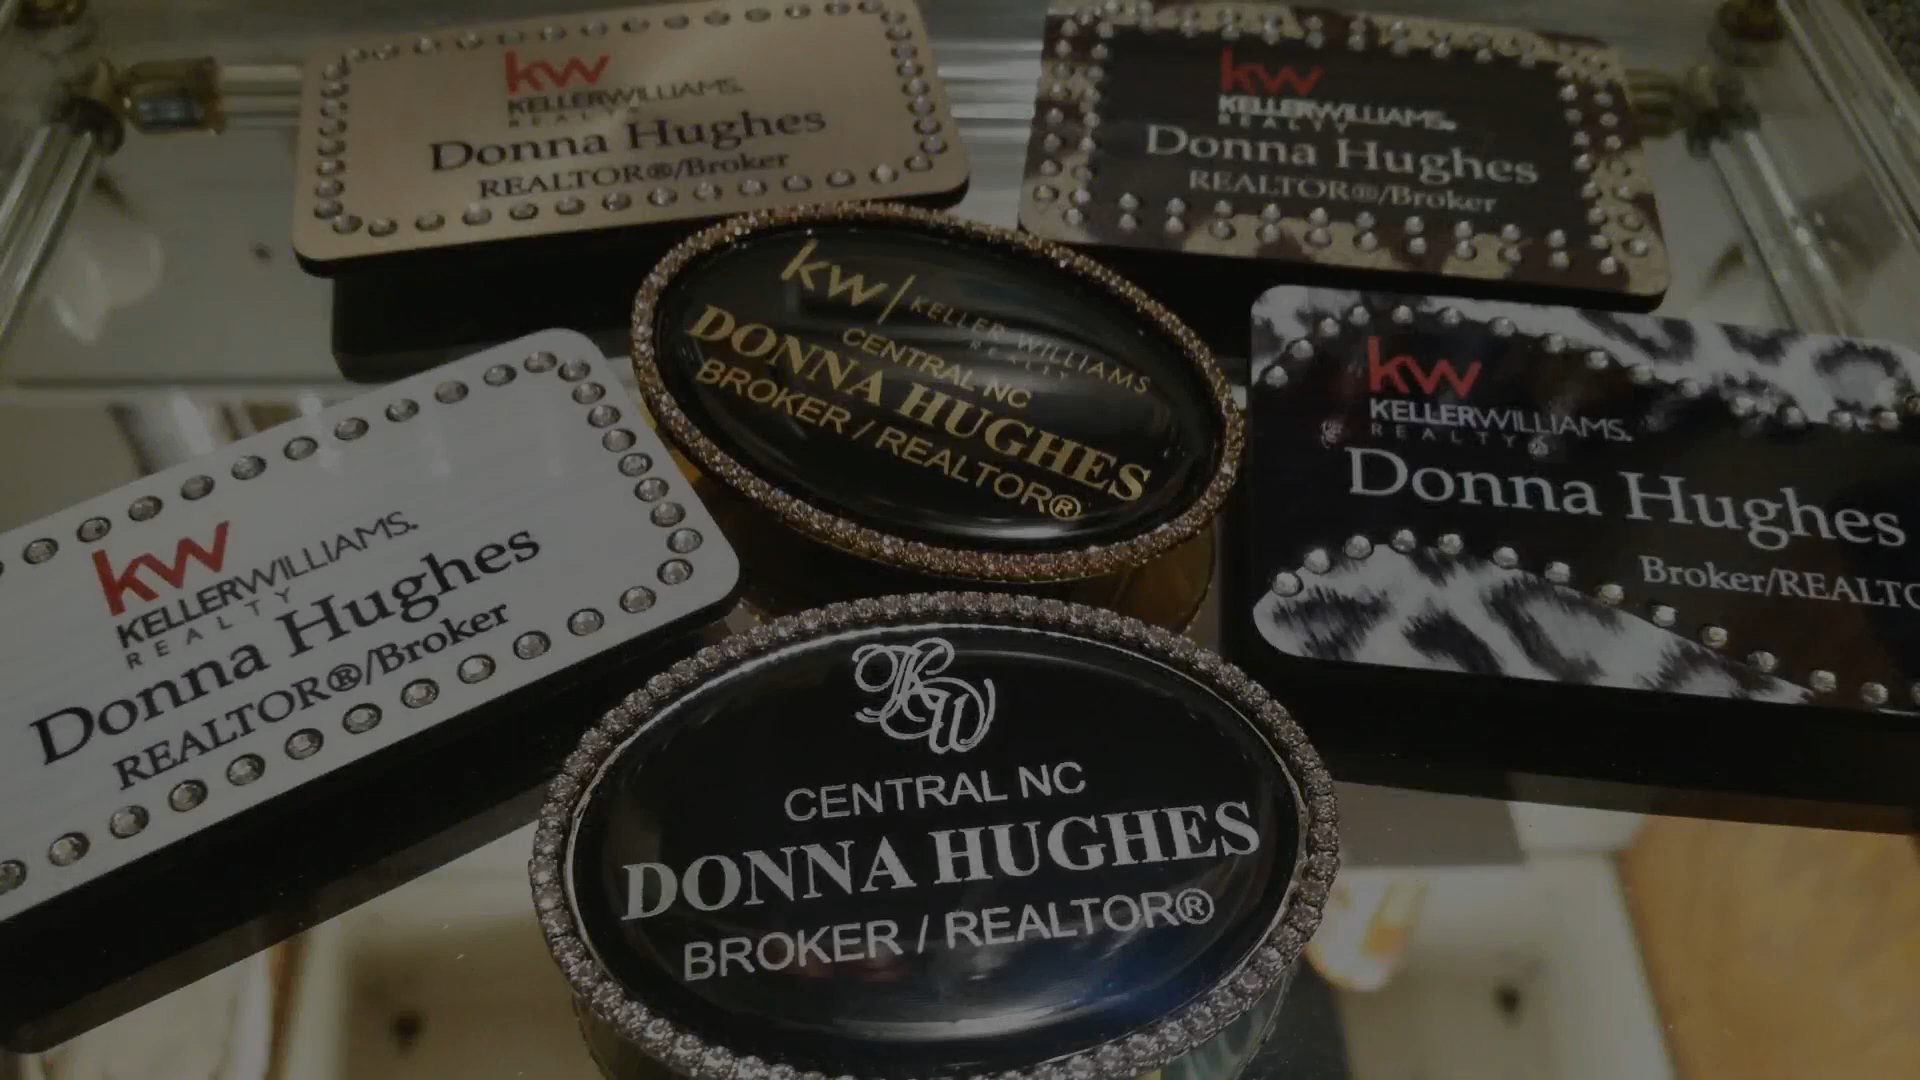 kw
KELLERWILLIAMS.
REALTY
Donna Hughes
REALTOR®/Broker
kw
KELLERWILLIAMS.
REALTY
Donna Hughes
REALTOR®/Broker
kw | KELLER WILLIAMS
REALTY
CENTRAL NC
DONNA HUGHES
BROKER / REALTOR®
kw
KELLERWILLIAMS.
REALTY
Donna Hughes
Broker/REALTO
kw
KELLERWILLIAMS.
REALTY
Donna Hughes
REALTOR®/Broker
KW
CENTRAL NC
DONNA HUGHES
BROKER / REALTOR®